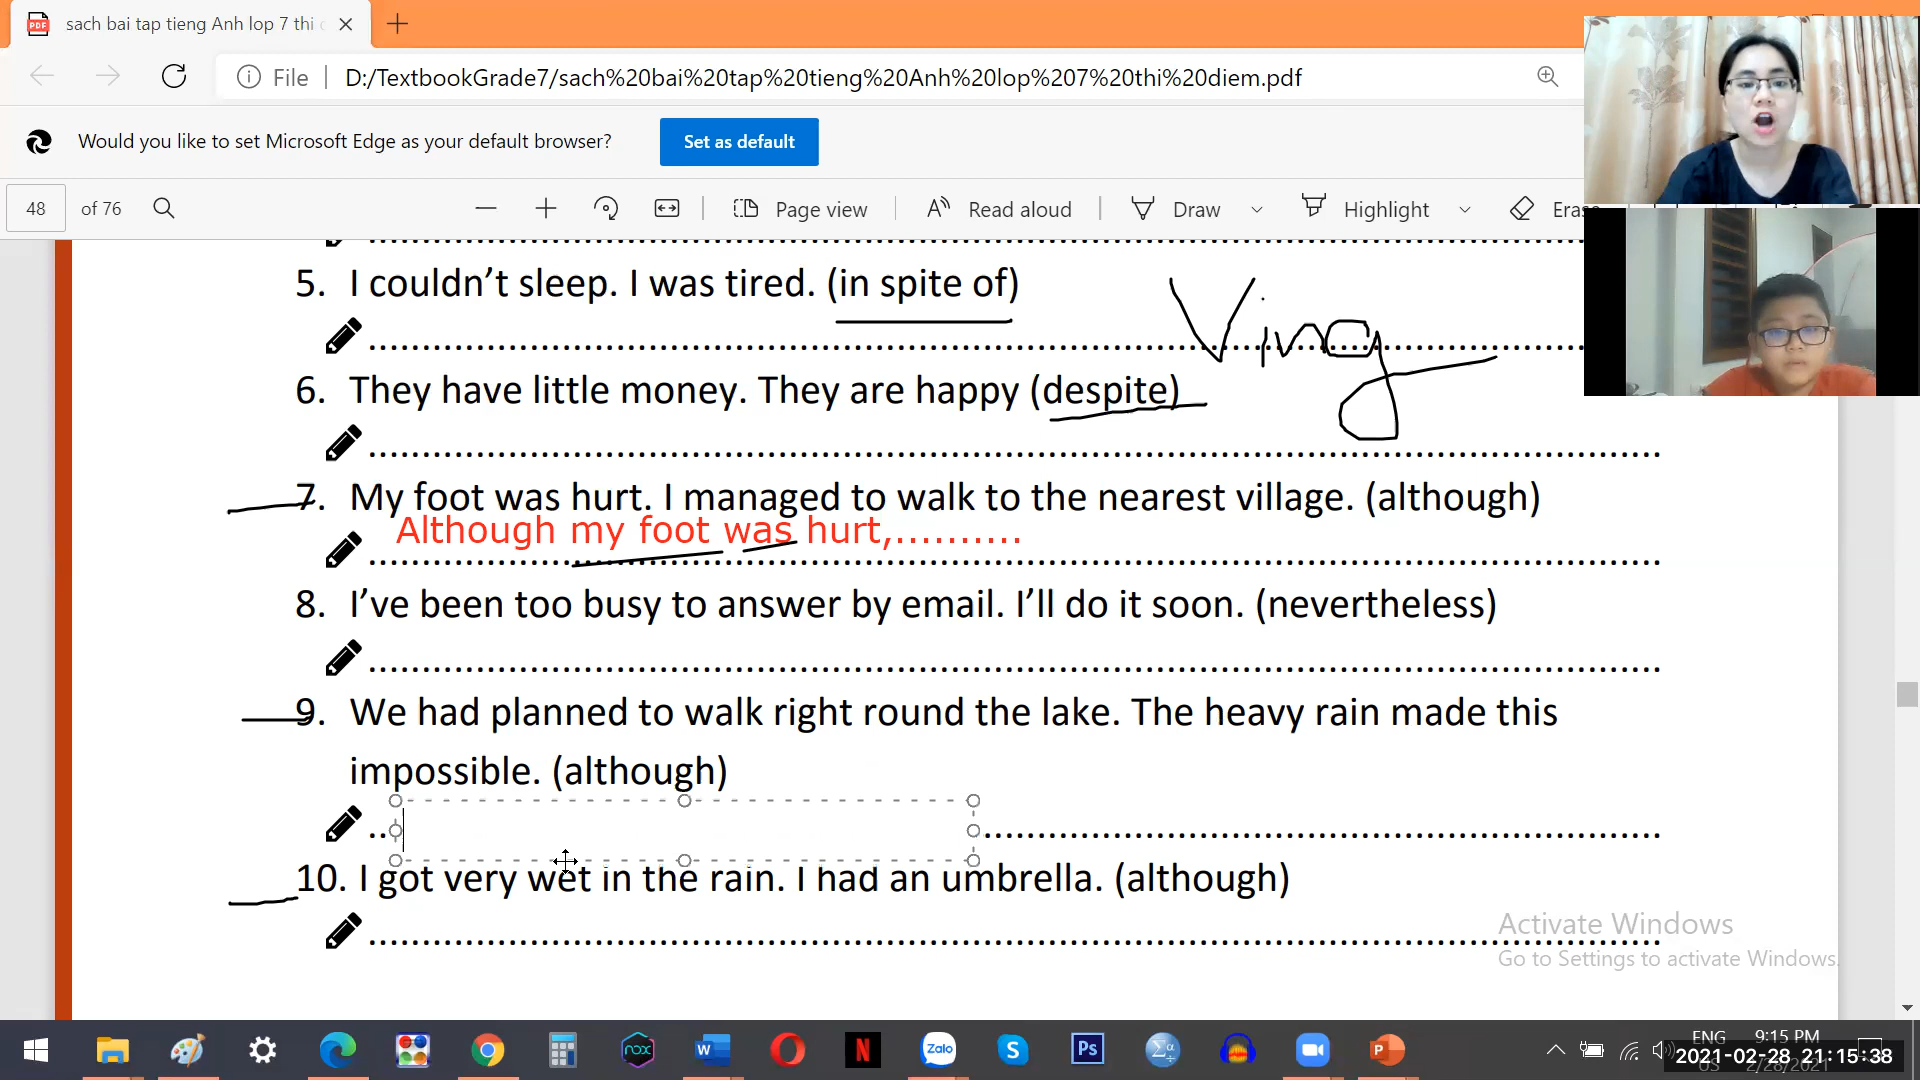 sach bai tap tieng Anh lop 7 thi
File
D:/TextbookGrade7/sach%20bai%20tap%20tieng%20Anh%20lop%207%20thi%20diem.pdf
Would you like to set Microsoft Edge as your default browser?
Set as default
48 of 76
Page view
Read aloud
Draw
Highlight
Erase
5. I couldn't sleep. I was tired. (in spite of)
Ving
6. They have little money. They are happy (despite)
7. My foot was hurt. I managed to walk to the nearest village. (although)
Although my foot was hurt,..........
8. I've been too busy to answer by email. I'll do it soon. (nevertheless)
9. We had planned to walk right round the lake. The heavy rain made this
impossible. (although)
10. I got very wet in the rain. I had an umbrella. (although)
Activate Windows
Go to Settings to activate Windows.
ENG
9:15 PM
2021-02-28 21:15:38